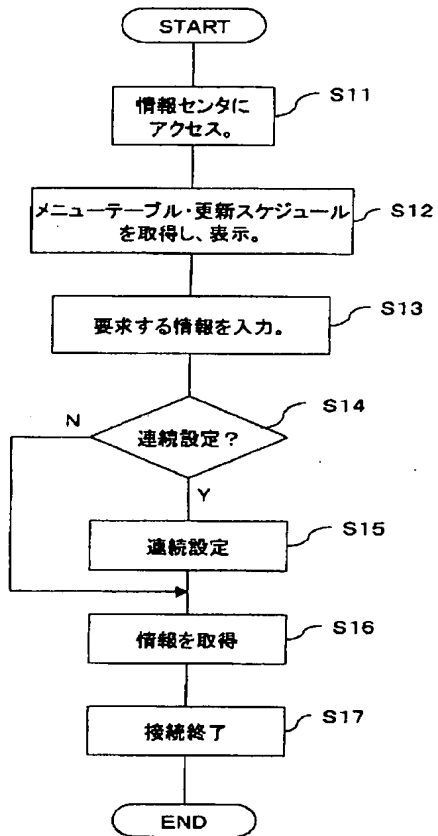 START
情報センタに
アクセス。
S11
メニューテーブル・更新スケジュール
を取得し、表示。
S12
要求する情報を入力。
S13
連続設定？
S14
N
Y
連続設定
S15
情報を取得
S16
接続終了
S17
END